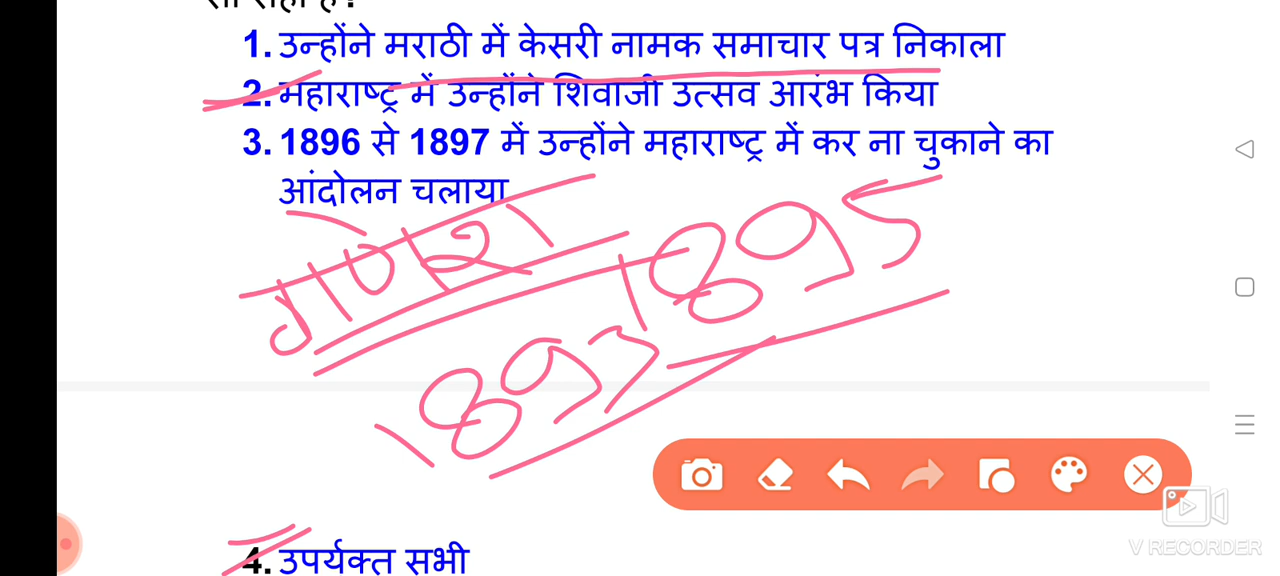 1. उन्होंने मराठी में केसरी नामक समाचार पत्र निकाला
2. महाराष्ट्र में उन्होंने शिवाजी उत्सव आरंभ किया
3. 1896 से 1897 में उन्होंने महाराष्ट्र में कर ना चुकाने का
आंदोलन चलाया
गणेश 1895
1893
4. उपर्यक्त सभी
V RECORDER